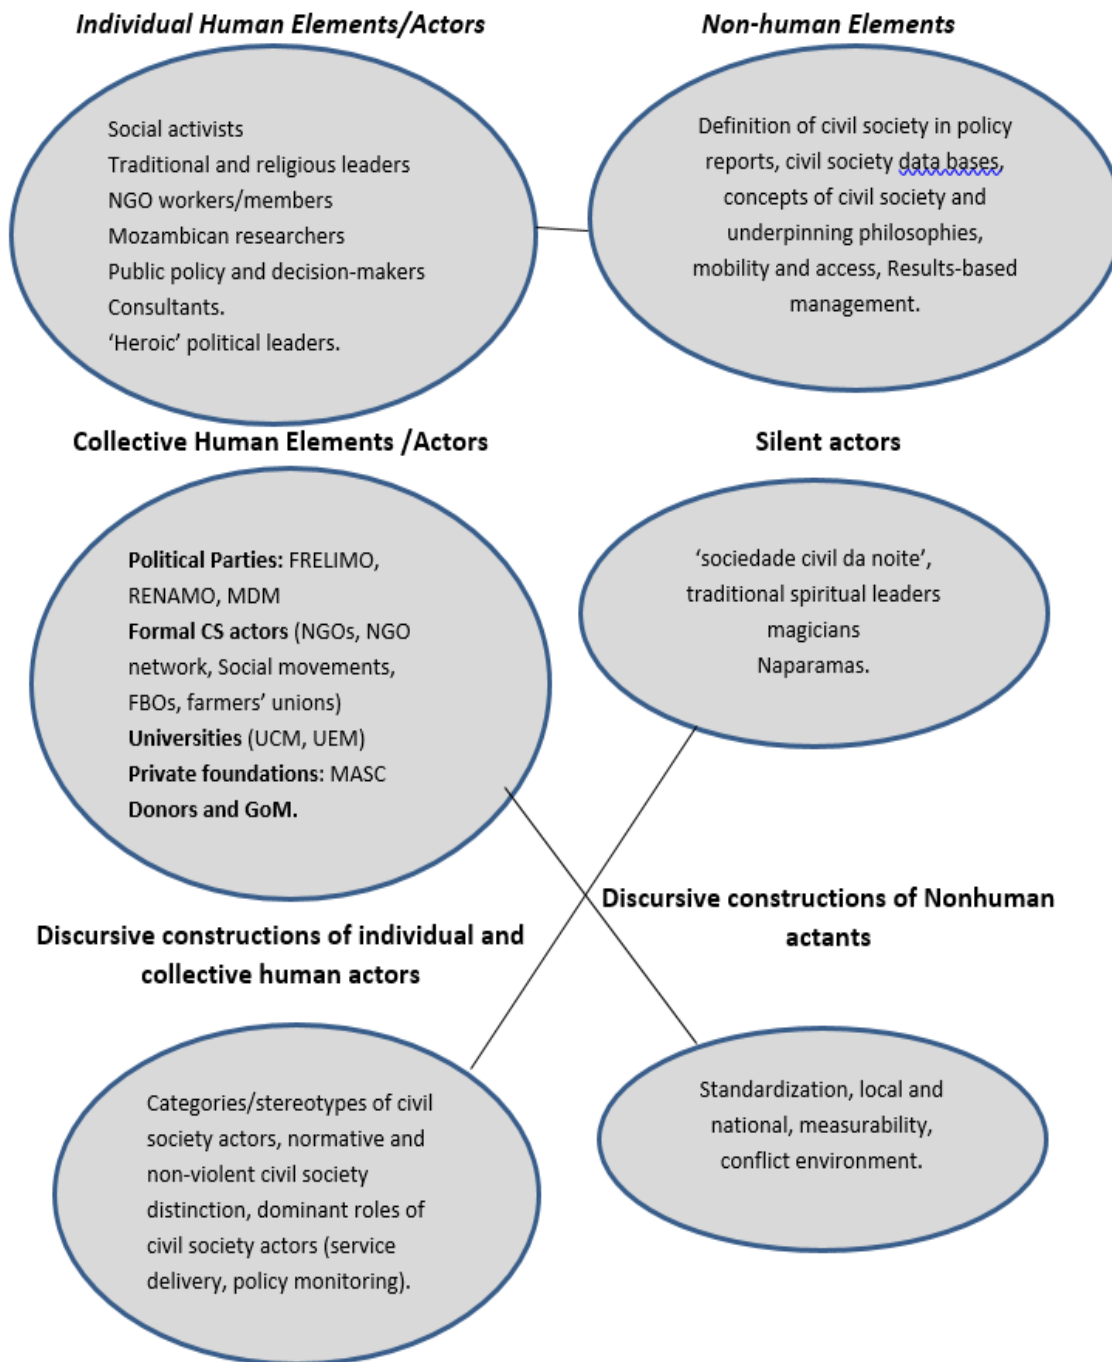 Individual Human Elements/Actors
Social activists
Traditional and religious leaders
NGO workers/members
Mozambican researchers
Public policy and decision-makers
Consultants.
‘Heroic’ political leaders.
Non-human Elements
Definition of civil society in policy
reports, civil society data bases,
concepts of civil society and
underpinning philosophies,
mobility and access, Results-based
management.
Collective Human Elements /Actors
Political Parties: FRELIMO,
RENAMO, MDM
Formal CS actors (NGOs, NGO
network, Social movements,
FBOs, farmers’ unions)
Universities (UCM, UEM)
Private foundations: MASC
Donors and GoM.
Silent actors
‘sociedade civil da noite’,
traditional spiritual leaders
magicians
Naparamas.
Discursive constructions of individual and
collective human actors
Categories/stereotypes of civil
society actors, normative and
non-violent civil society
distinction, dominant roles of
civil society actors (service
delivery, policy monitoring).
Discursive constructions of Nonhuman
actants
Standardization, local and
national, measurability,
conflict environment.